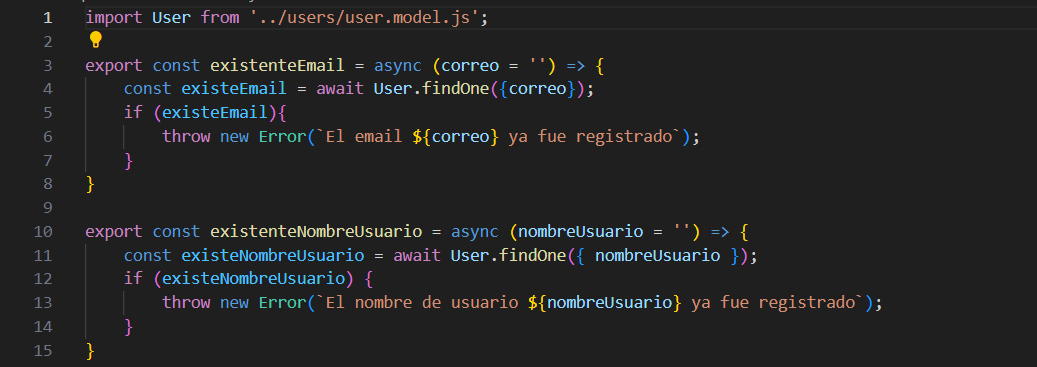 1 import User from '../users/user.model.js';
2
3 export const existenteEmail = async (correo = '') => {
4     const existeEmail = await User.findOne({correo});
5     if (existeEmail){
6         throw new Error(`El email ${correo} ya fue registrado`);
7     }
8 }
9
10 export const existenteNombreUsuario = async (nombreUsuario = '') => {
11     const existeNombreUsuario = await User.findOne({ nombreUsuario });
12     if (existeNombreUsuario) {
13         throw new Error(`El nombre de usuario ${nombreUsuario} ya fue registrado`);
14     }
15 }